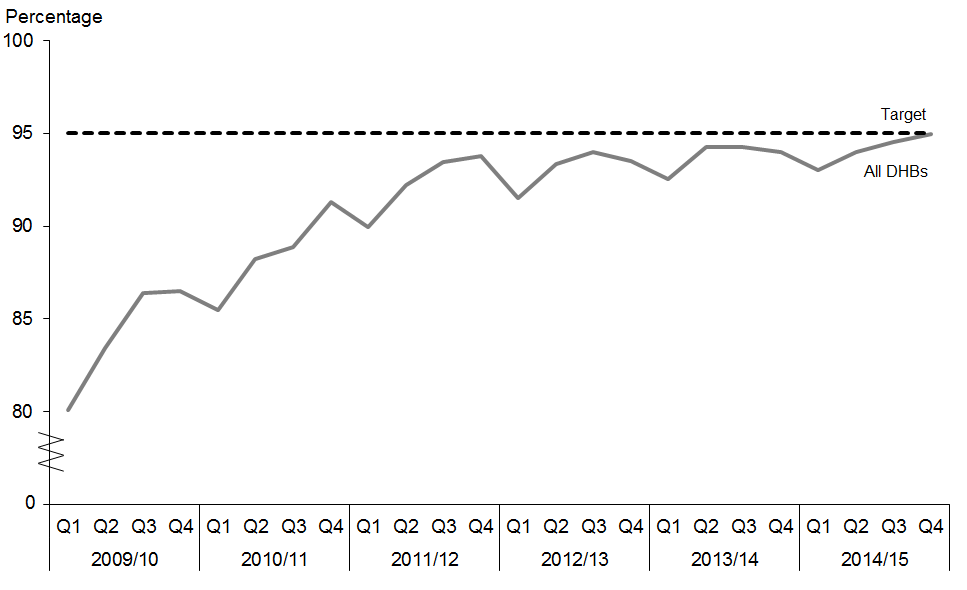 Percentage
100
95
90
85
80
0
Target
All DHBs
Q1 Q2 Q3 Q4 Q1 Q2 Q3 Q4 Q1 Q2 Q3 Q4 Q1 Q2 Q3 Q4 Q1 Q2 Q3 Q4 Q1 Q2 Q3 Q4
2009/10 2010/11 2011/12 2012/13 2013/14 2014/15